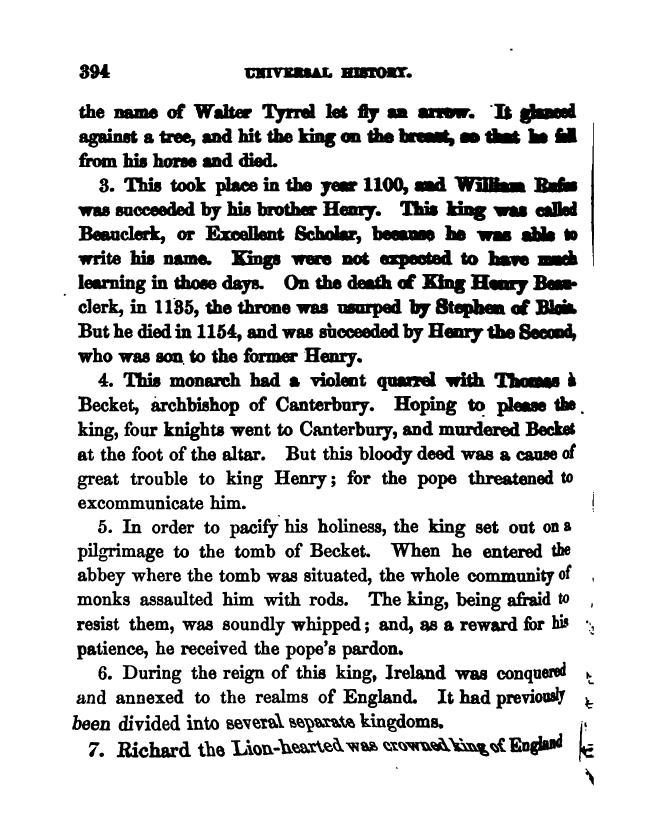 394 UNIVERSAL HISTORY.
the name of Walter Tyrrel let fly an arrow. It glanced
against a tree, and hit the king on the breast, so that he fell
from his horse and died.
3. This took place in the year 1100, and William Rufus
was succeeded by his brother Henry. This king was called
Beauclerk, or Excellent Scholar, because he was able to
write his name. Kings were not expected to have much
learning in those days. On the death of King Henry Beau-
clerk, in 1135, the throne was usurped by Stephen of Blois.
But he died in 1154, and was succeeded by Henry the Second,
who was son to the former Henry.
4. This monarch had a violent quarrel with Thomas à
Becket, archbishop of Canterbury. Hoping to please the
king, four knights went to Canterbury, and murdered Becket
at the foot of the altar. But this bloody deed was a cause of
great trouble to king Henry; for the pope threatened to
excommunicate him.
5. In order to pacify his holiness, the king set out on a
pilgrimage to the tomb of Becket. When he entered the
abbey where the tomb was situated, the whole community of
monks assaulted him with rods. The king, being afraid to
resist them, was soundly whipped; and, as a reward for his
patience, he received the pope's pardon.
6. During the reign of this king, Ireland was conquered
and annexed to the realms of England. It had previously
been divided into several separate kingdoms.
7. Richard the Lion-hearted was crowned king of England